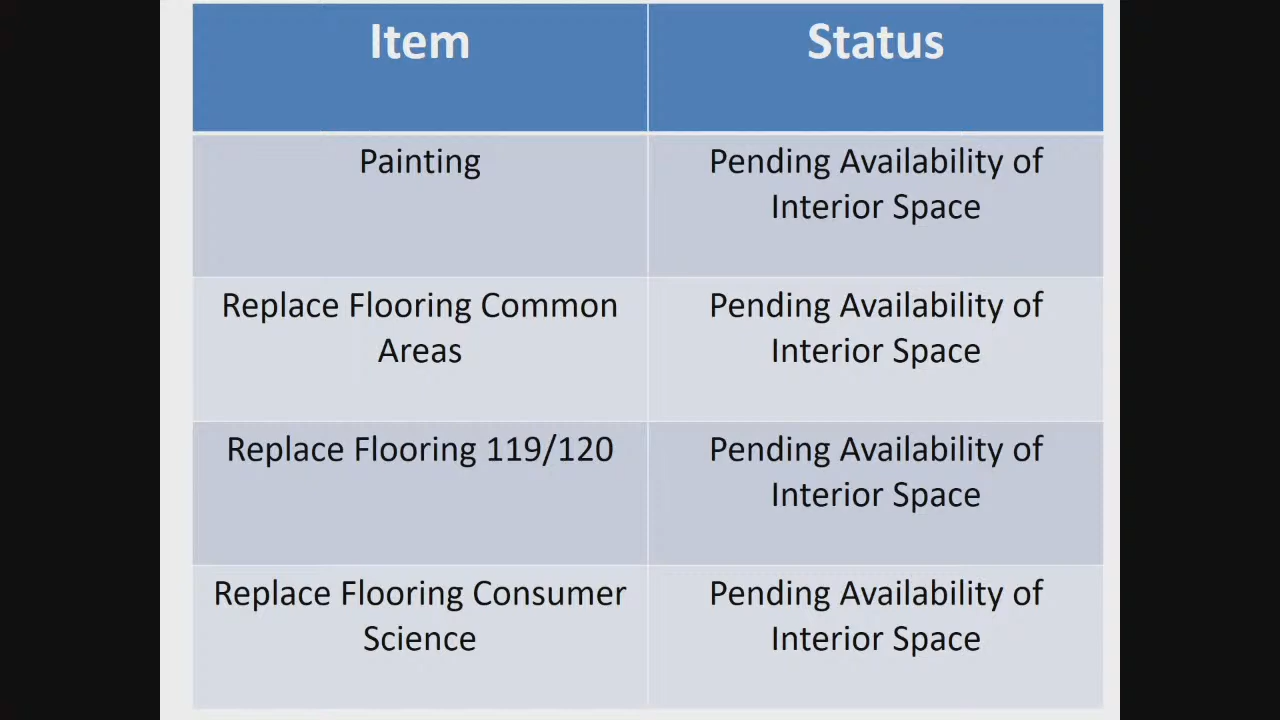 Item
Status
Painting
Pending Availability of
Interior Space
Replace Flooring Common
Areas
Pending Availability of
Interior Space
Replace Flooring 119/120
Pending Availability of
Interior Space
Replace Flooring Consumer
Science
Pending Availability of
Interior Space